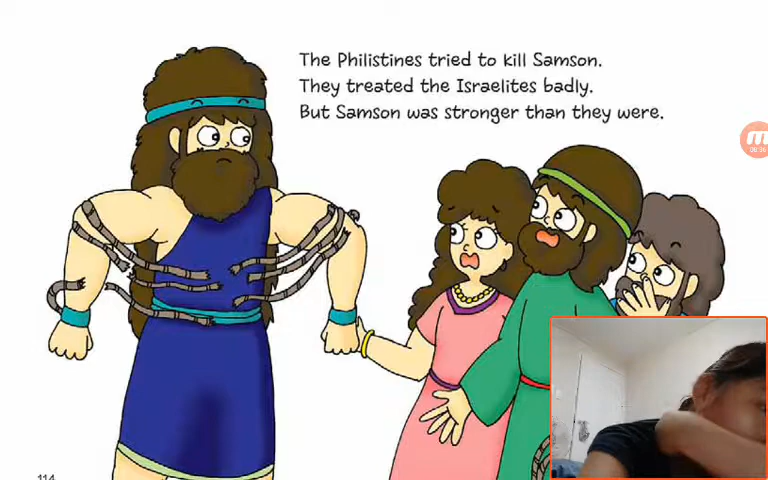 The Philistines tried to kill Samson.
They treated the Israelites badly.
But Samson was stronger than they were.
114